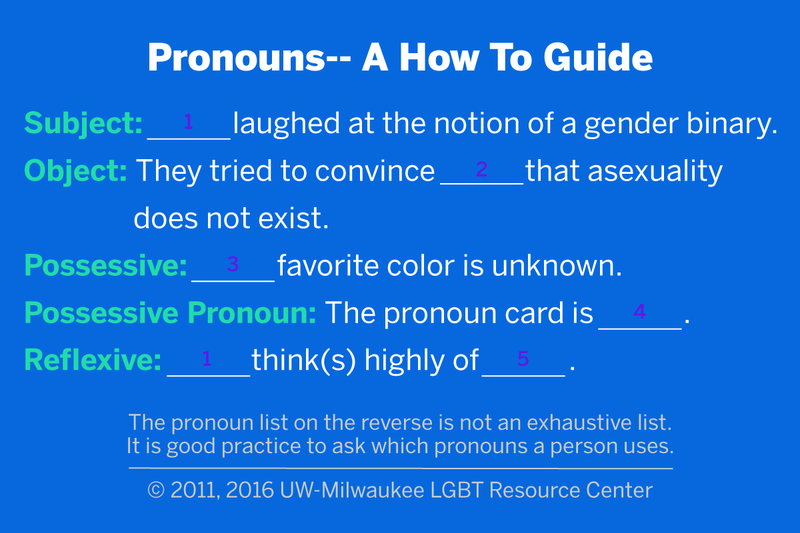 Pronouns-- A How To Guide
Subject: 1 laughed at the notion of a gender binary.
Object: They tried to convince 2 that asexuality
does not exist.
Possessive: 3 favorite color is unknown.
Possessive Pronoun: The pronoun card is 4.
Reflexive: 1 think(s) highly of 5.
The pronoun list on the reverse is not an exhaustive list.
It is good practice to ask which pronouns a person uses.
© 2011, 2016 UW-Milwaukee LGBT Resource Center